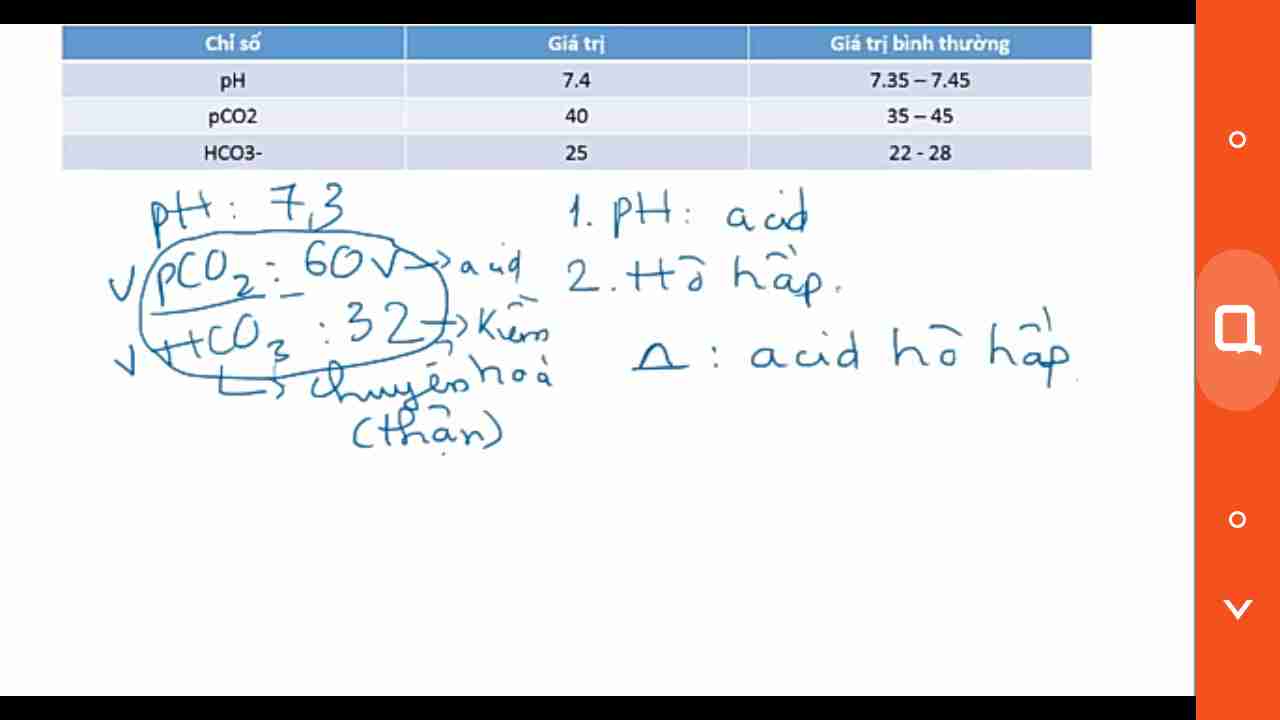 Chỉ số Giá trị Giá trị bình thường
pH 7.4 7.35 – 7.45
pCO2 40 35 – 45
HCO3- 25 22 - 28
pH: 7,3
1. pH: acid
pCO2: 60 → acid
2. Hô hấp.
HCO3: 32 → Kiềm
Δ: acid hô hấp.
chuyển hoá
(thận)